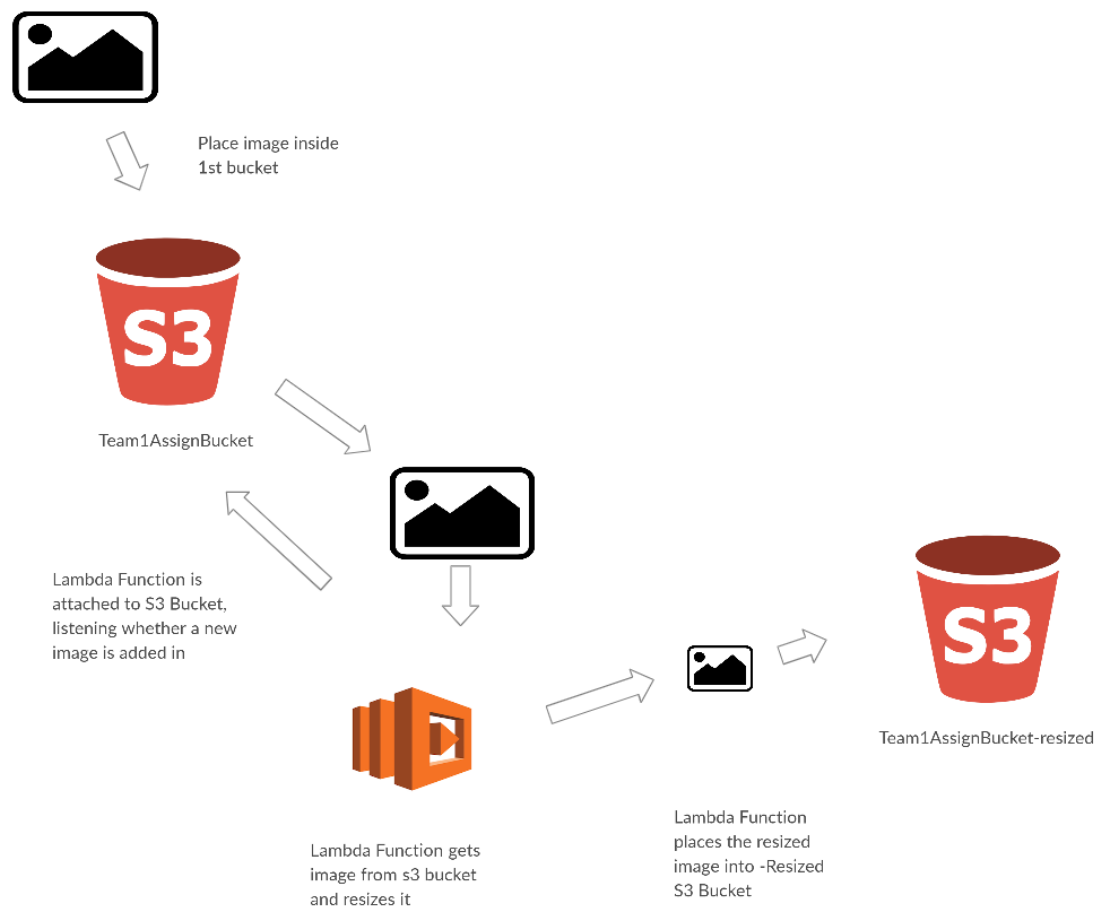 Place image inside
1st bucket
S3
Team1AssignBucket
Lambda Function is
attached to S3 Bucket,
listening whether a new
image is added in
S3
Team1AssignBucket-resized
Lambda Function gets
image from s3 bucket
and resizes it
Lambda Function
places the resized
image into -Resized
S3 Bucket